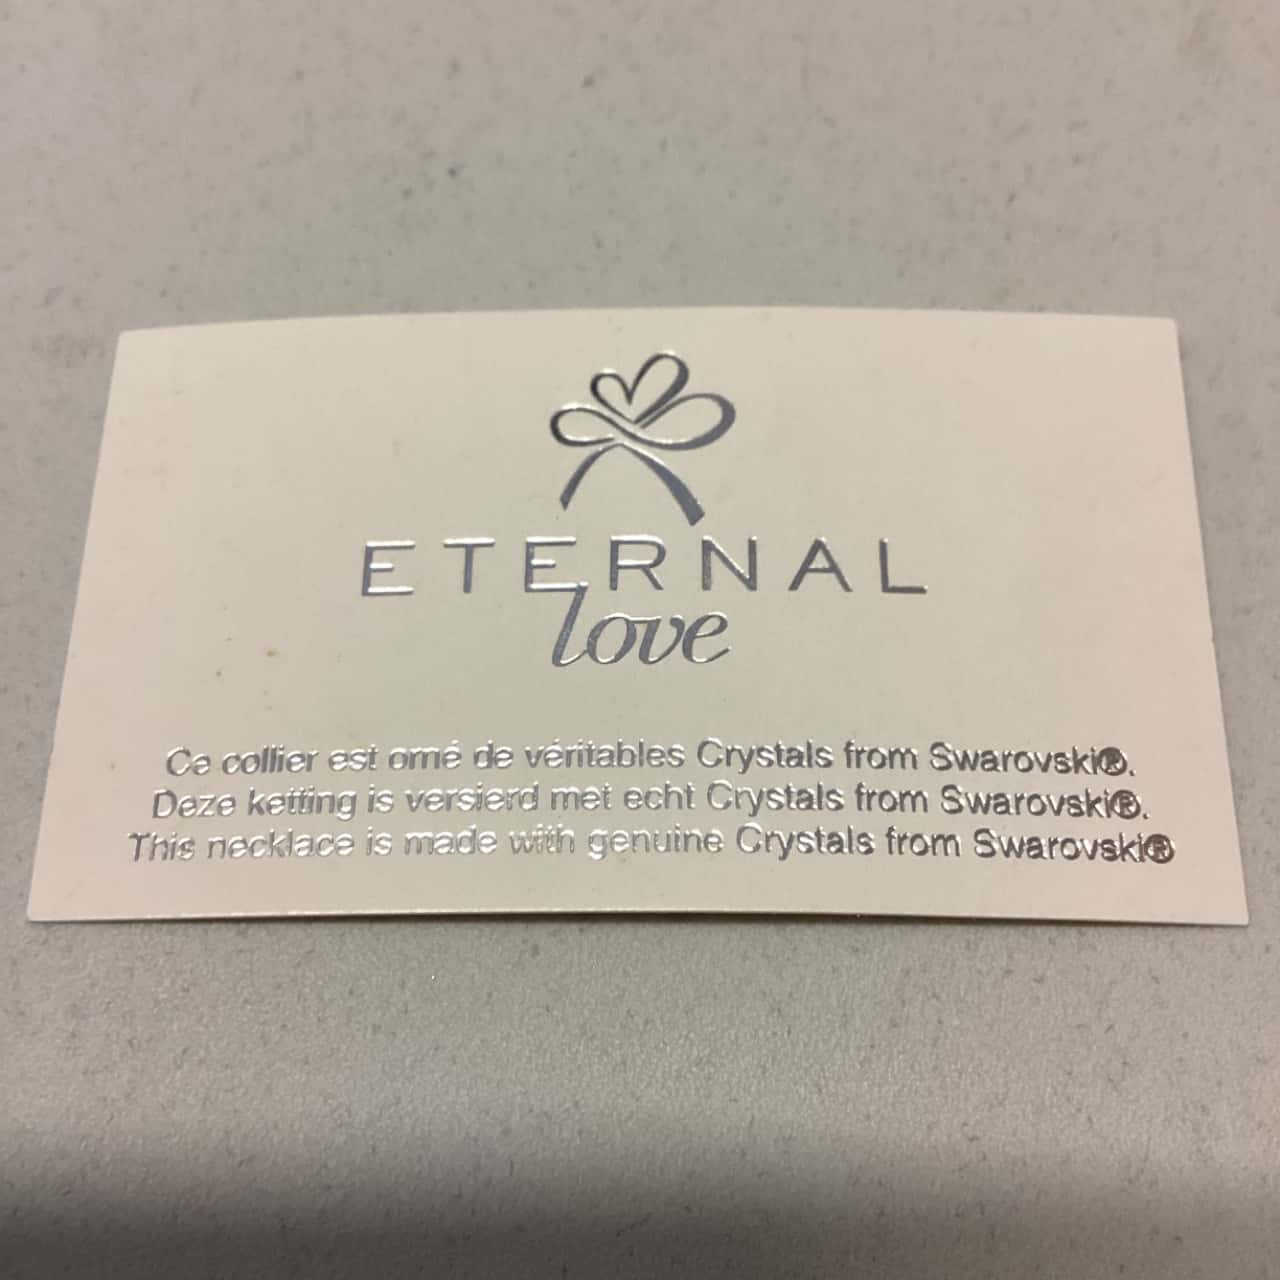 ETERNAL
love
Ce collier est orné de véritables Crystals from Swarovski®.
Deze ketting is versierd met echt Crystals from Swarovski®.
This necklace is made with genuine Crystals from Swarovski®